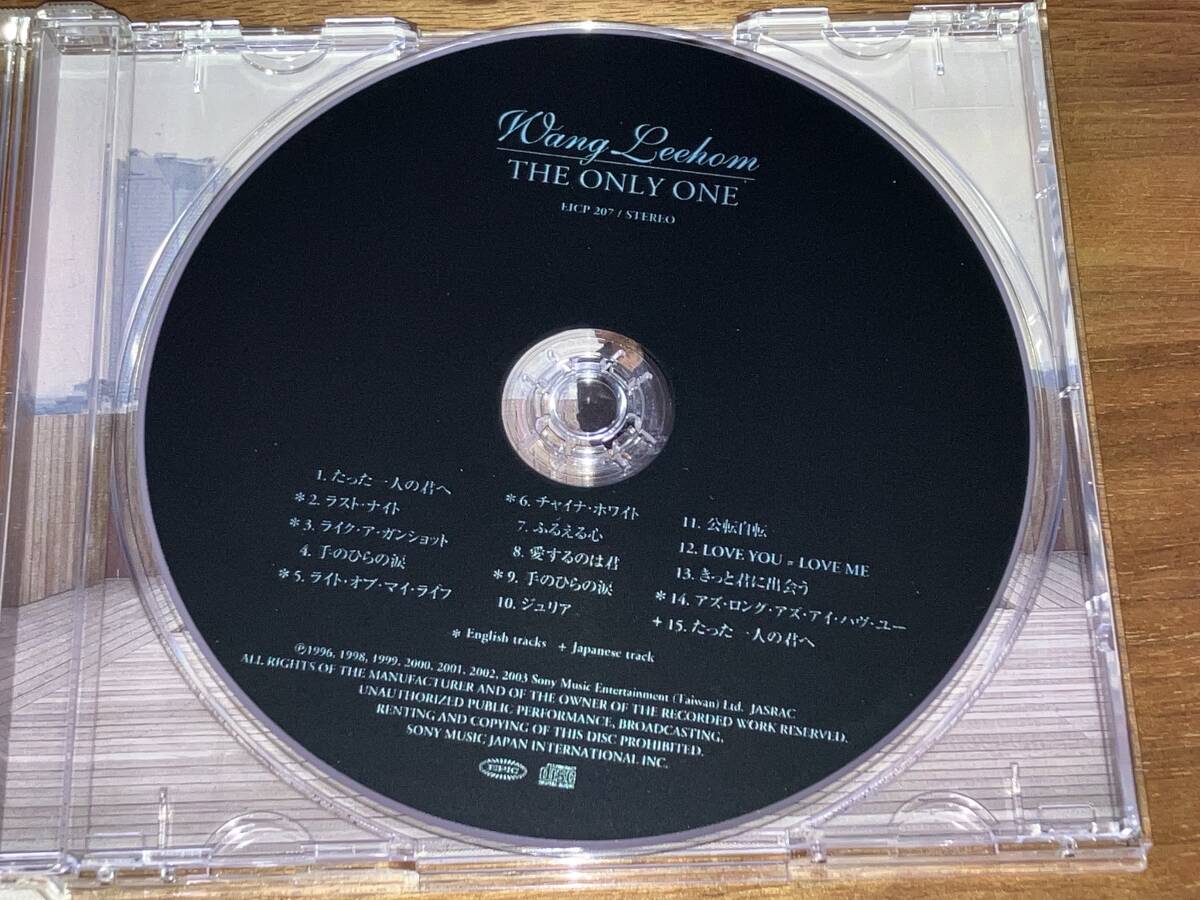 Wang Leehom
THE ONLY ONE
EICP 207 / STEREO
1. たった一人の君へ
*2. ラスト・ナイト
*3. ライク・ア・ガンショット
4. 手のひらの涙
*5. ライト・オブ・マイ・ライフ
*6. チャイナ・ホワイト
7. ふるえる心
8. 愛するのは君
*9. 手のひらの涙
10. ジュリア
11. 公転自転
12. LOVE YOU = LOVE ME
13. きっと君に出会う
*14. アズ・ロング・アズ・アイ・ハヴ・ユー
+15. たった一人の君へ
* English tracks + Japanese track
℗1996, 1998, 1999, 2000, 2001, 2002, 2003 Sony Music Entertainment (Taiwan) Ltd. JASRAC
ALL RIGHTS OF THE MANUFACTURER AND OF THE OWNER OF THE RECORDED WORK RESERVED.
UNAUTHORIZED PUBLIC PERFORMANCE, BROADCASTING,
RENTING AND COPYING OF THIS DISC PROHIBITED.
SONY MUSIC JAPAN INTERNATIONAL INC.
EPIC